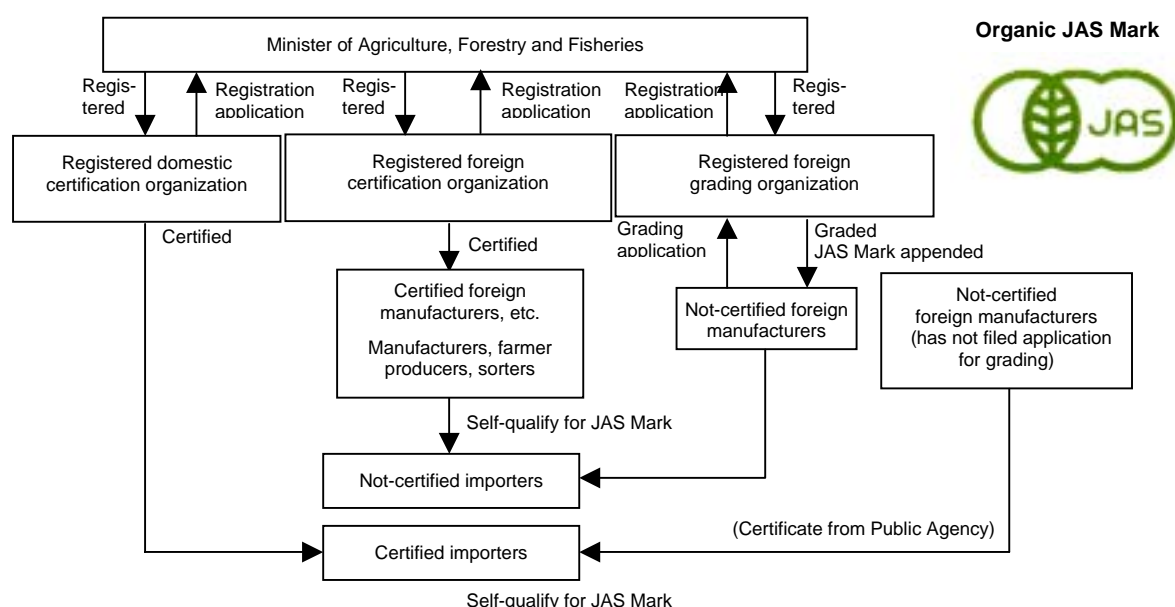 Organic JAS Mark
JAS
Minister of Agriculture, Forestry and Fisheries
Regis-
tered
Registration
application
Regis-
tered
Registration
application
Registration
application
Regis-
tered
Registered domestic
certification organization
Registered foreign
certification organization
Registered foreign
grading organization
Certified
Certified
Grading
application
Graded
JAS Mark appended
Certified foreign
manufacturers, etc.
Manufacturers, farmer
producers, sorters
Not-certified foreign
manufacturers
Not-certified
foreign manufacturers
(has not filed application
for grading)
Self-qualify for JAS Mark
Not-certified importers
(Certificate from Public Agency)
Certified importers
Self-qualify for JAS Mark